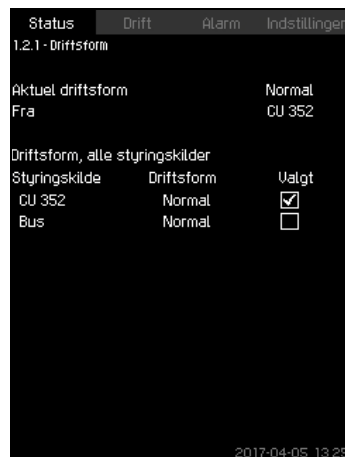 Status Drift Alarm Indstillinger
1.2.1 - Driftsform
Aktuel driftsform Normal
Fra CU 352
Driftsform, alle styringskilder
Styringskilde Driftsform Valgt
CU 352 Normal
Bus Normal
2017-04-05 13:29